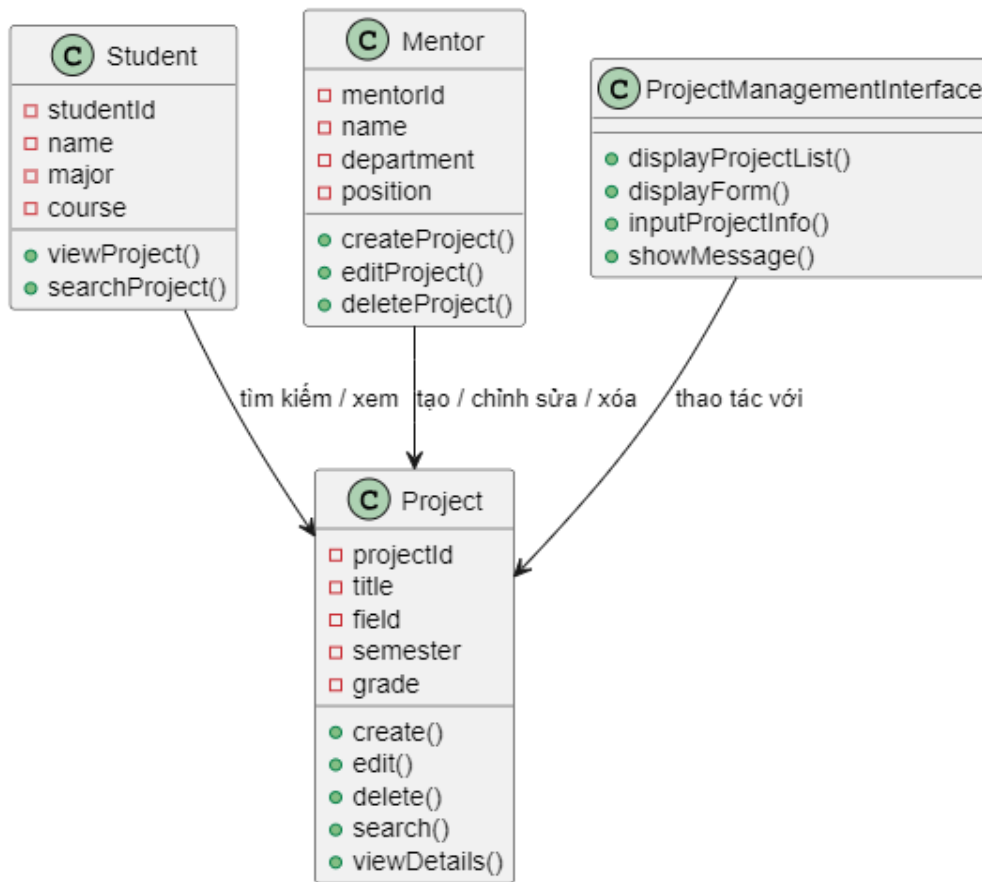 C Student
studentId
name
major
course
viewProject()
searchProject()
C Mentor
mentorId
name
department
position
createProject()
editProject()
deleteProject()
C ProjectManagementInterface
displayProjectList()
displayForm()
inputProjectInfo()
showMessage()
tìm kiếm / xem
tạo / chỉnh sửa / xóa
thao tác với
C Project
projectId
title
field
semester
grade
create()
edit()
delete()
search()
viewDetails()